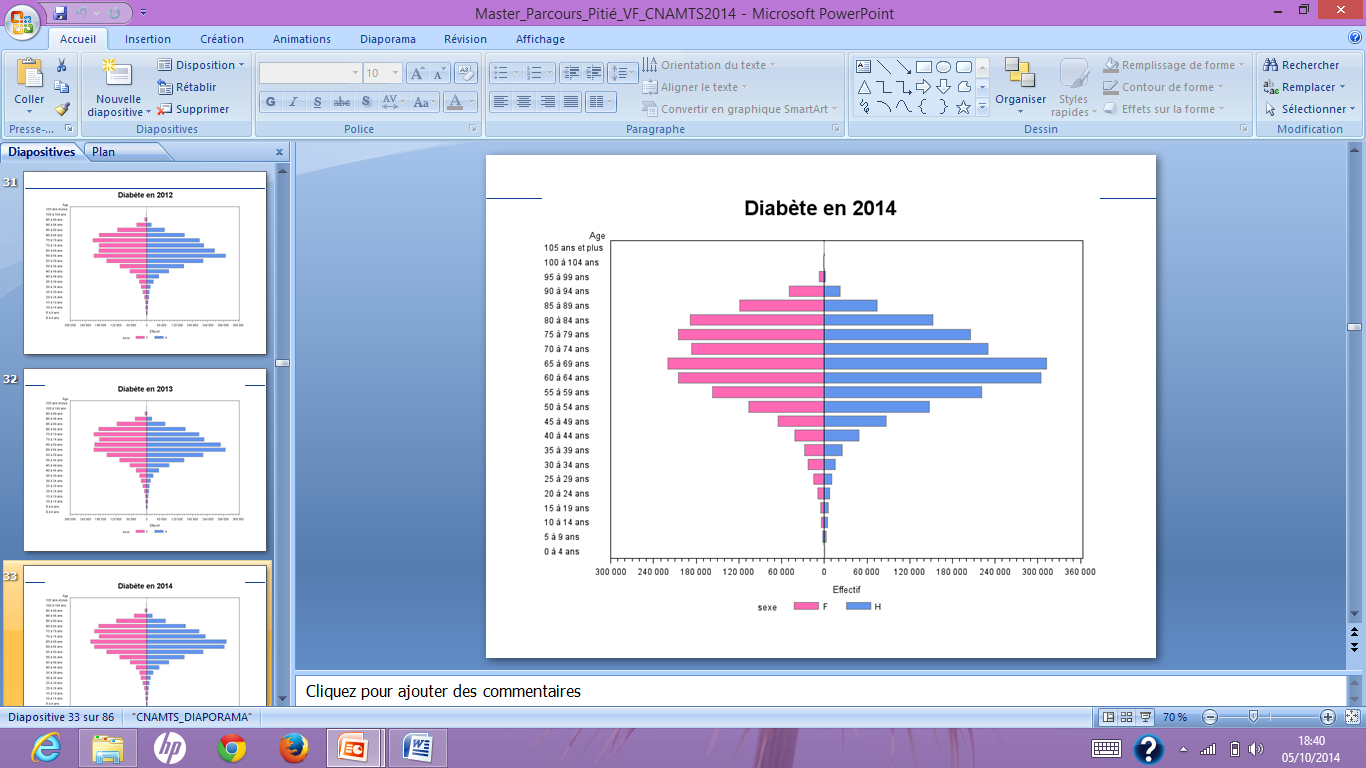 Master_Parcours_Pitié_VF_CNAMTS2014 - Microsoft PowerPoint
Accueil Insertion Création Animations Diaporama Révision Affichage
Coller
Presse-...
Nouvelle diapositive
Disposition
Rétablir
Supprimer
Diapositives
10
G I S abc S AV Aa A
Police
Orientation du texte
Aligner le texte
Convertir en graphique SmartArt
Paragraphe
Organiser
Styles rapides
Remplissage de forme
Contour de forme
Effets sur la forme
Dessin
Rechercher
Remplacer
Sélectionner
Modification
Diapositives Plan x
31
Diabète en 2012
32
Diabète en 2013
33
Diabète en 2014
Diabète en 2014
Age
105 ans et plus
100 à 104 ans
95 à 99 ans
90 à 94 ans
85 à 89 ans
80 à 84 ans
75 à 79 ans
70 à 74 ans
65 à 69 ans
60 à 64 ans
55 à 59 ans
50 à 54 ans
45 à 49 ans
40 à 44 ans
35 à 39 ans
30 à 34 ans
25 à 29 ans
20 à 24 ans
15 à 19 ans
10 à 14 ans
5 à 9 ans
0 à 4 ans
300 000 240 000 180 000 120 000 60 000 0 60 000 120 000 180 000 240 000 300 000 360 000
Effectif
sexe F H
Cliquez pour ajouter des commentaires
Diapositive 33 sur 86 "CNAMTS_DIAPORAMA" 70 %
18:40
05/10/2014